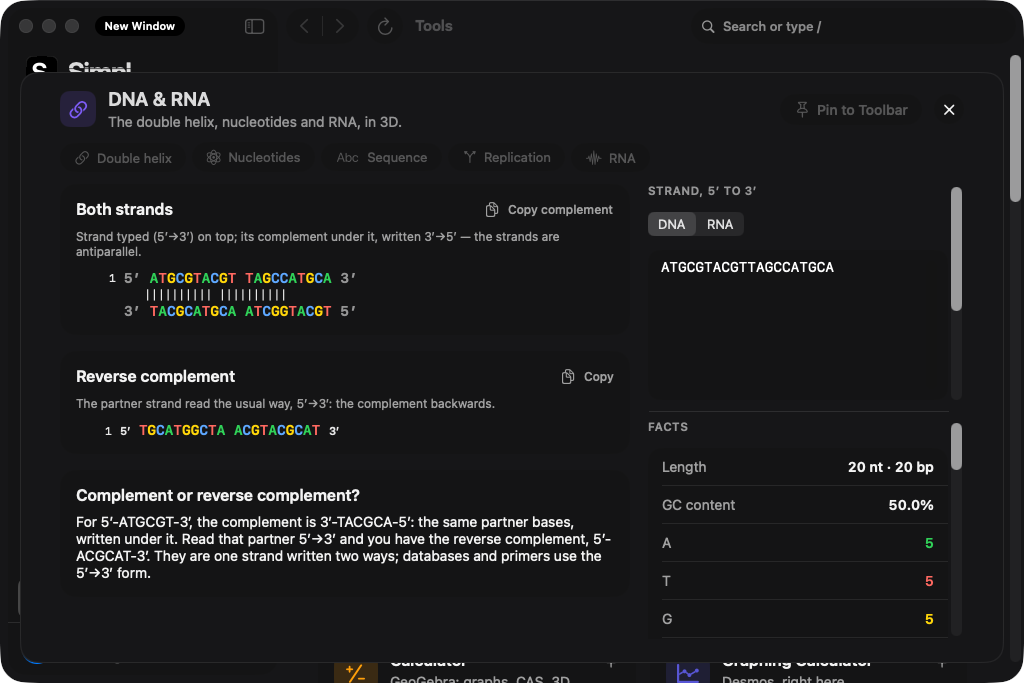 New Window
Tools
Search or type /
Simpl
DNA & RNA
The double helix, nucleotides and RNA, in 3D.
Pin to Toolbar
Double helix
Nucleotides
Abc Sequence
Replication
RNA
Both strands
Copy complement
Strand typed (5′→3′) on top; its complement under it, written 3′→5′ — the strands are
antiparallel.
1 5′ ATGCGTACGT TAGCCATGCA 3′
|||||||||| ||||||||||
3′ TACGCATGCA ATCGGTACGT 5′
Reverse complement
Copy
The partner strand read the usual way, 5′→3′: the complement backwards.
1 5′ TGCATGGCTA ACGTACGCAT 3′
Complement or reverse complement?
For 5′-ATGCGT-3′, the complement is 3′-TACGCA-5′: the same partner bases,
written under it. Read that partner 5′→3′ and you have the reverse complement, 5′-
ACGCAT-3′. They are one strand written two ways; databases and primers use the
5′→3′ form.
STRAND, 5′ TO 3′
DNA
RNA
ATGCGTACGTTAGCCATGCA
FACTS
Length 20 nt · 20 bp
GC content 50.0%
A 5
T 5
G 5
Calculator
GeoGebra: graphs, CAS, 3D
Graphing Calculator
Desmos, right here